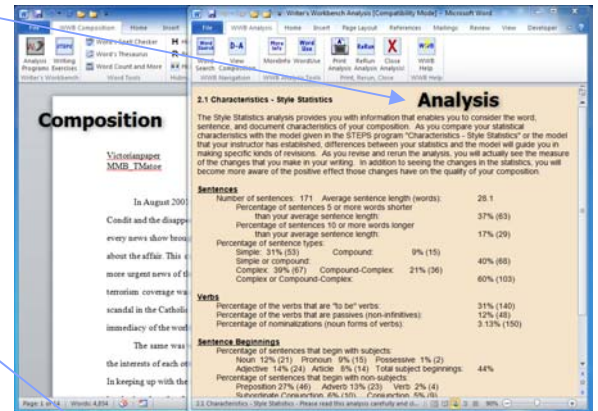 Writer's Workbench Analysis [Compatibility Mode] - Microsoft Word
File WWB Composition Home Insert
File WWB Analysis Home Insert Page Layout References Mailings Review View Developer
Analysis Programs
Writing Exercises
Word's Spell Checker
Word's Thesaurus
Word Count and More
Writer's Workbench Word Tools
Word Search
View Composition
MoreInfo WordUse
Print Analysis
ReRun Analysis
Close Analysis
WWB Help
WWB Navigation WWB Analysis Tools Print, Rerun, Close WWB Help
Composition
Victorianpaper
MMB_TMatoe
In August 2001
Condit and the disapp
every news show brou
about the affair. This
more urgent news of th
terrorism coverage wa
scandal in the Catholic
immediacy of the worl
The same was
the interests of each ot
In keeping up with the
Page: 1 of 14 Words: 4,804
Analysis
2.1 Characteristics - Style Statistics
The Style Statistics analysis provides you with information that enables you to consider the word,
sentence, and document characteristics of your composition. As you compare your statistical
characteristics with the model given in the STEPS program "Characteristics - Style Statistics" or the model
that your instructor has established, differences between your statistics and the model will guide you in
making specific kinds of revisions. As you revise and rerun the analysis, you will actually see the measure
of the changes that you make in your writing. In addition to seeing the changes in the statistics, you will
become more aware of the positive effect those changes have on the quality of your composition.
Sentences
Number of sentences: 171 Average sentence length (words): 28.1
Percentage of sentences 5 or more words shorter
than your average sentence length: 37% (63)
Percentage of sentences 10 or more words longer
than your average sentence length: 17% (29)
Percentage of sentence types:
Simple: 31% (53) Compound: 9% (15)
Simple or compound: 40% (68)
Complex: 39% (67) Compound-Complex: 21% (36)
Complex or Compound-Complex: 60% (103)
Verbs
Percentage of the verbs that are "to be" verbs: 31% (140)
Percentage of the verbs that are passives (non-infinitives): 12% (48)
Percentage of nominalizations (noun forms of verbs): 3.13% (150)
Sentence Beginnings
Percentage of sentences that begin with subjects:
Noun 12% (21) Pronoun 9% (15) Possessive 1% (2)
Adjective 14% (24) Article 8% (14) Total subject beginnings: 44%
Percentage of sentences that begin with non-subjects:
Preposition 27% (46) Adverb 13% (23) Verb 2% (4)
Subordinate Conjunction 6% (10) Conjunction 5% (9)
2.1 Characteristics - Style Statistics - Please read this analysis carefully and 90%